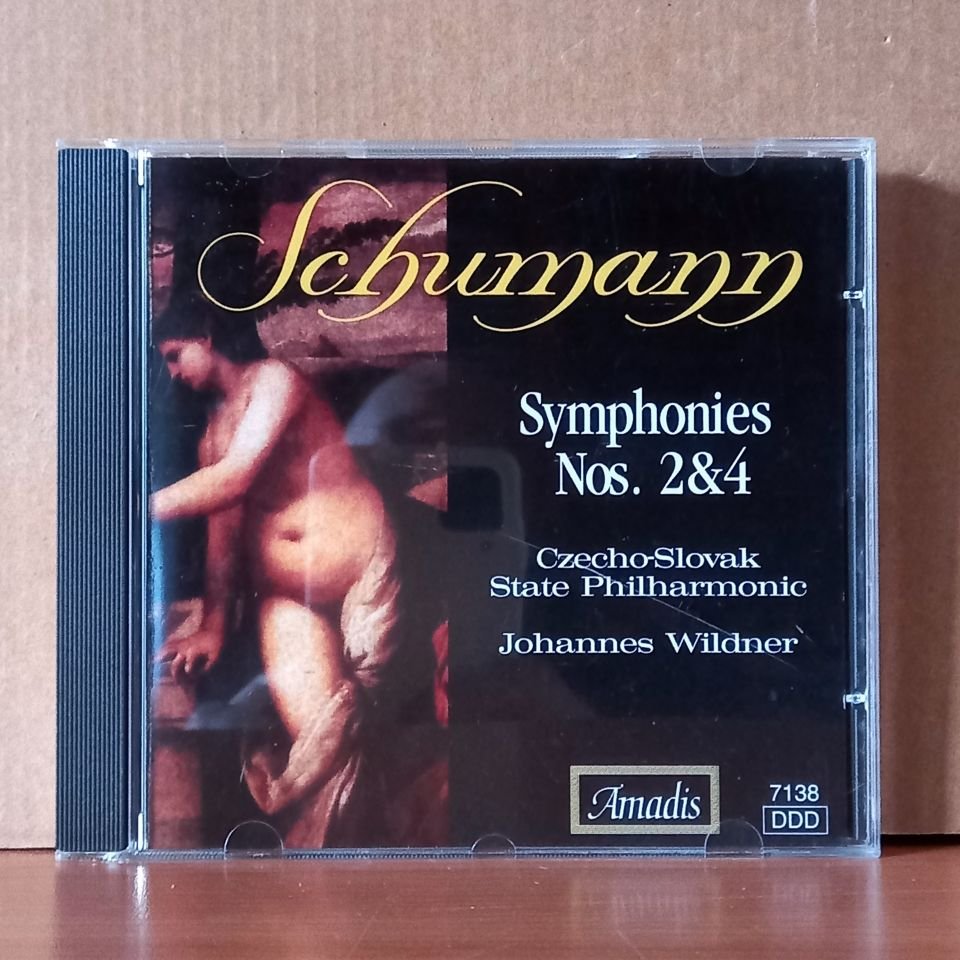 Schumann
Symphonies
Nos. 2&4
Czecho-Slovak
State Philharmonic
Johannes Wildner
Amadis
7138
DDD